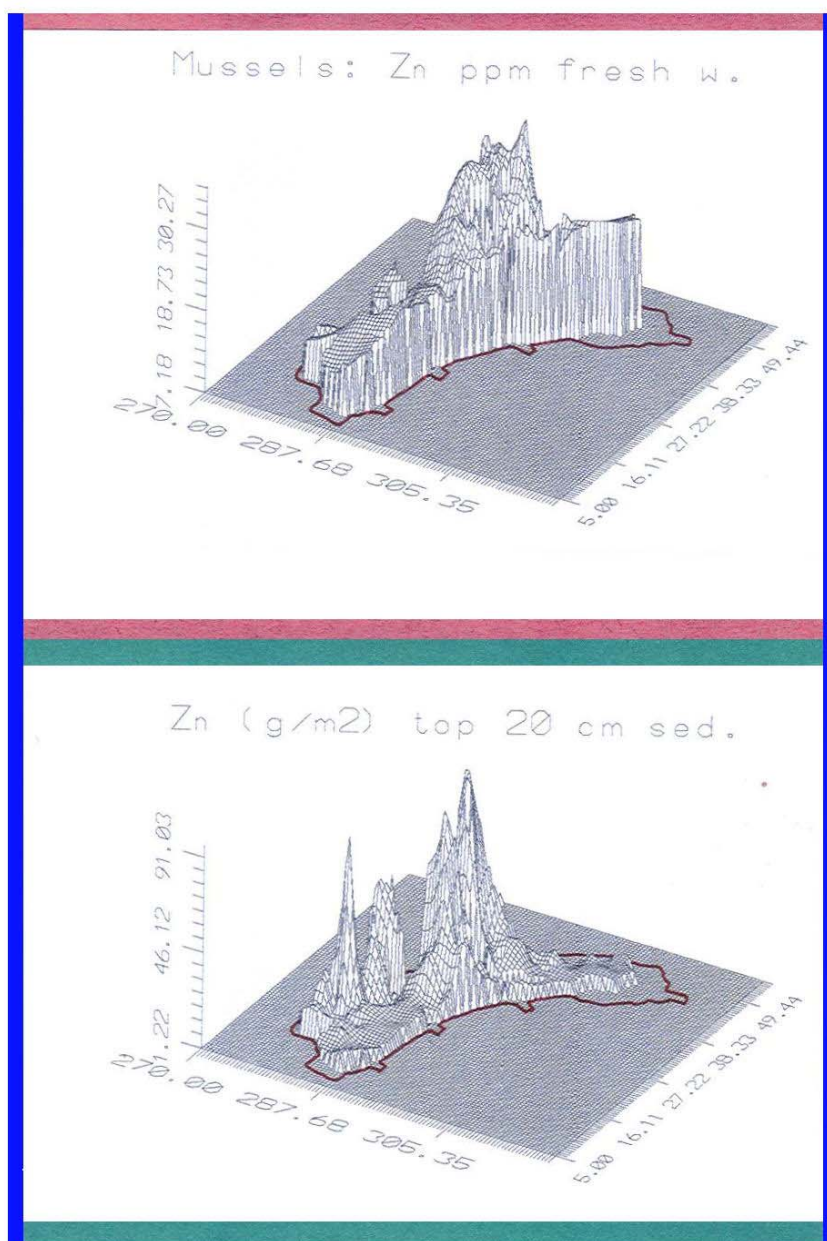 Mussels: Zn ppm fresh w.
7.18 18.73 30.27
270.00 287.68 305.35
5.00 16.11 27.22 38.33 49.44
Zn (g/m2) top 20 cm sed.
1.22 46.12 91.03
270.00 287.68 305.35
5.00 16.11 27.22 38.33 49.44